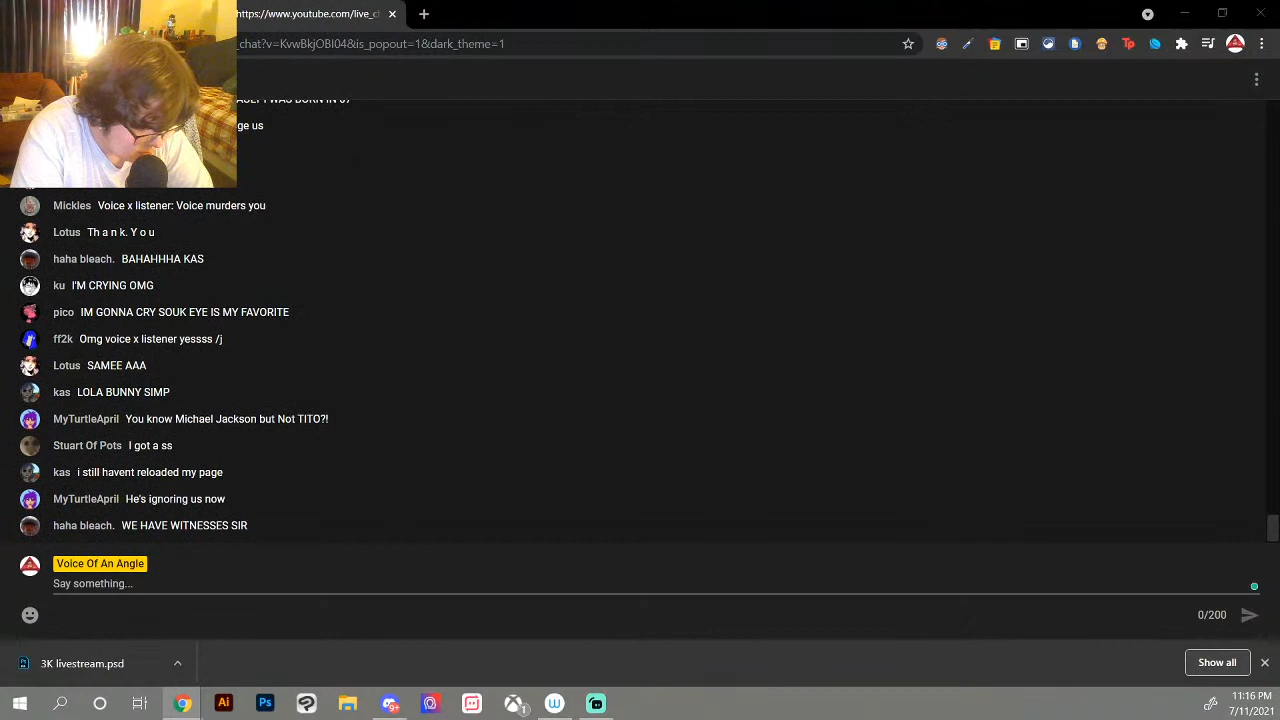 https://www.youtube.com/live_c
_chat?v=KvwBkjOBI04&is_popout=1&dark_theme=1
ge us
Mickles Voice x listener: Voice murders you
Lotus Th a n k. Y o u
haha bleach. BAHAHHHA KAS
ku I'M CRYING OMG
pico IM GONNA CRY SOUK EYE IS MY FAVORITE
ff2k Omg voice x listener yessss /j
Lotus SAMEE AAA
kas LOLA BUNNY SIMP
MyTurtleApril You know Michael Jackson but Not TITO?!
Stuart Of Pots I got a ss
kas i still havent reloaded my page
MyTurtleApril He's ignoring us now
haha bleach. WE HAVE WITNESSES SIR
Voice Of An Angle
Say something...
0/200
3K livestream.psd
Show all
11:16 PM
7/11/2021